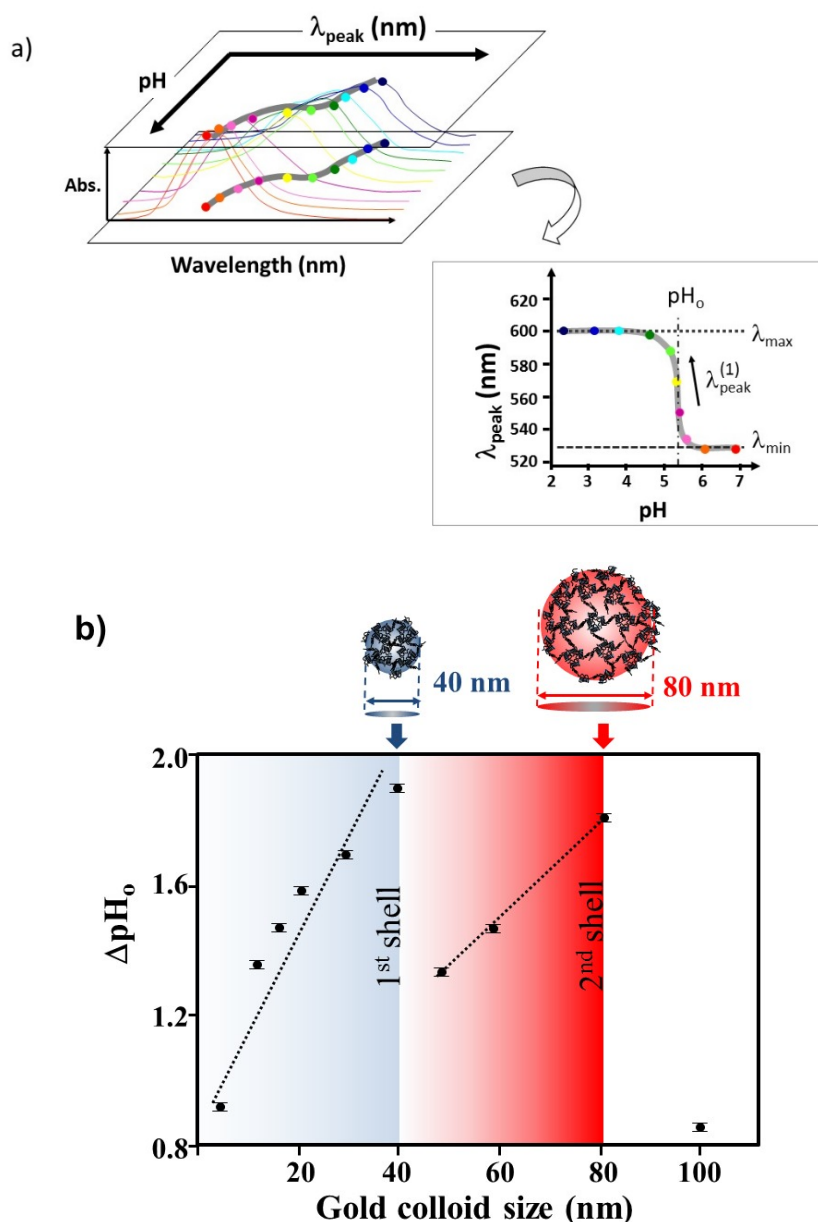 a)
λpeak (nm)
pH
Abs.
Wavelength (nm)
pHo
620
600
580
560
540
520
λpeak (nm)
λmax
λ(1)peak
λmin
2 3 4 5 6 7
pH
b)
40 nm
80 nm
2.0
1.6
1.2
0.8
ΔpHo
1st shell
2nd shell
20 40 60 80 100
Gold colloid size (nm)